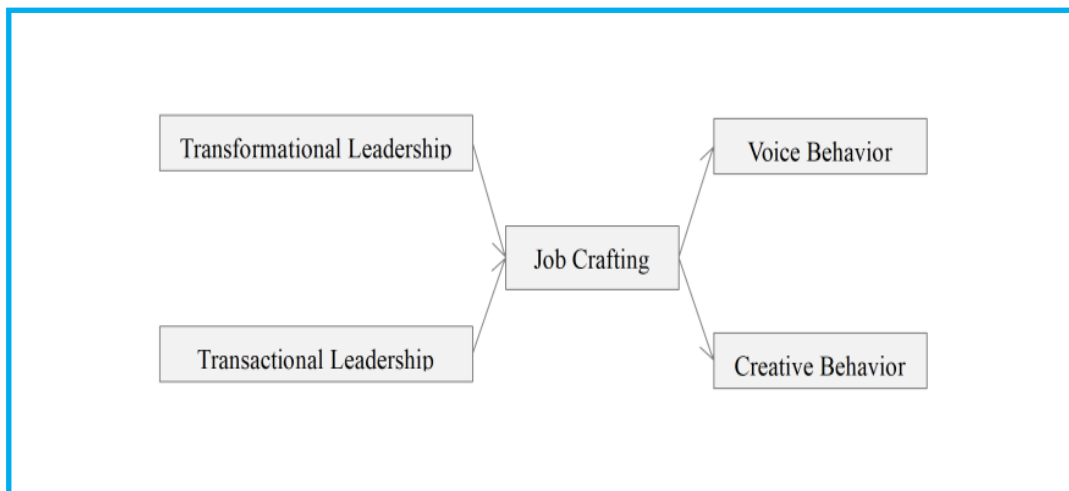 Transformational Leadership
Voice Behavior
Job Crafting
Transactional Leadership
Creative Behavior